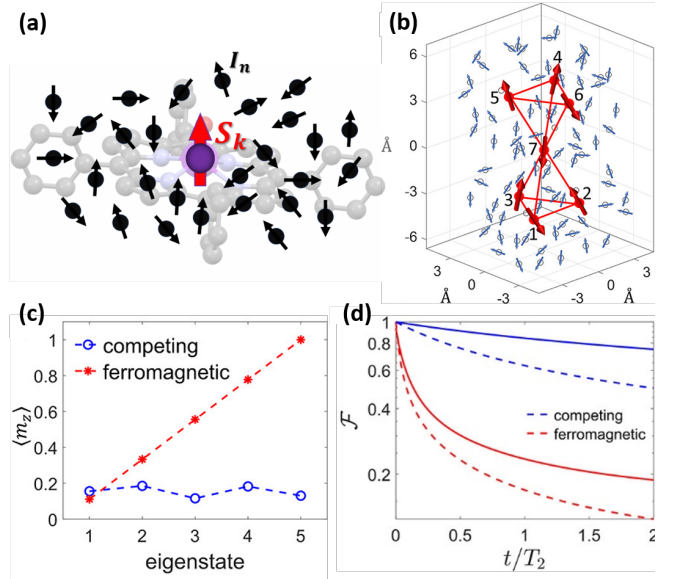 (a)
I_n
S_k
(b)
6
3
0
-3
-6
Å
4
5
6
7
3
2
1
3
0
-3
Å
-3
0
3
Å
(c)
1
0.8
0.6
0.4
0.2
0
⟨m_z⟩
competing
ferromagnetic
1 2 3 4 5
eigenstate
(d)
1
0.8
0.6
0.4
0.2
ℱ
competing
ferromagnetic
0 0.5 1 1.5 2
t/T_2